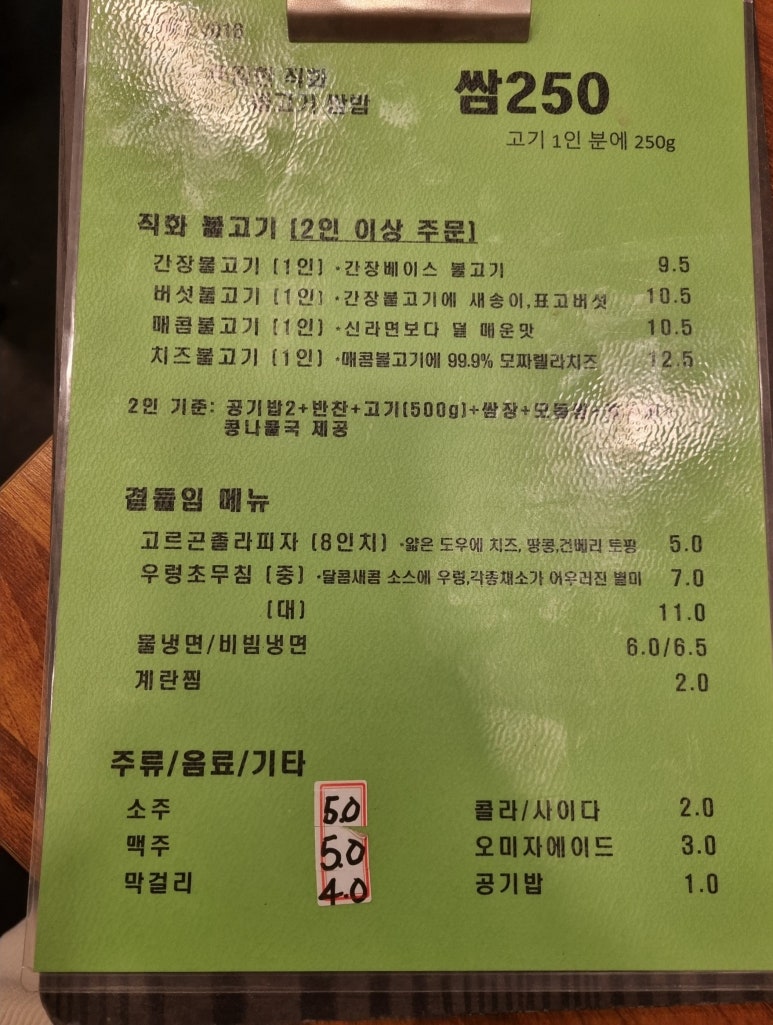 2018
직화
불고기 쌈밥
쌈250
고기 1인 분에 250g
직화 불고기 (2인 이상 주문)
간장불고기 (1인) •간장베이스 불고기 9.5
버섯불고기 (1인) •간장불고기에 새송이,표고버섯 10.5
매콤불고기 (1인) •신라면보다 덜 매운맛 10.5
치즈불고기 (1인) •매콤불고기에 99.9% 모짜렐라치즈 12.5
2인 기준: 공기밥2+반찬+고기(500g)+쌈장+모듬쌈+
콩나물국 제공
곁들임 메뉴
고르곤졸라피자 (8인치) •얇은 도우에 치즈, 땅콩,건베리 토핑 5.0
우렁초무침 (중) •달콤새콤 소스에 우렁,각종채소가 어우러진 별미 7.0
(대) 11.0
물냉면/비빔냉면 6.0/6.5
계란찜 2.0
주류/음료/기타
소주 5.0 콜라/사이다 2.0
맥주 5.0 오미자에이드 3.0
막걸리 4.0 공기밥 1.0